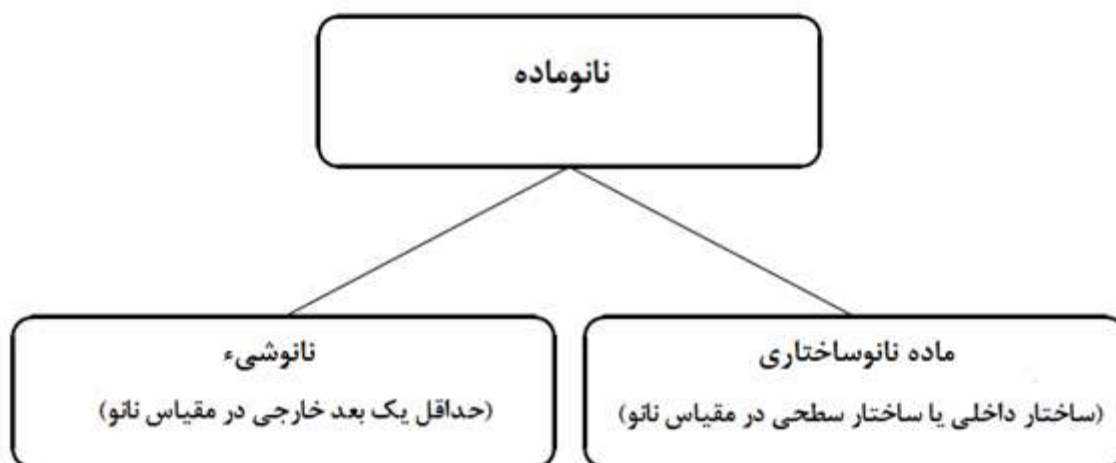 نانوماده
ماده نانوساختاری
(ساختار داخلی یا ساختار سطحی در مقیاس نانو)
نانوشیء
(حداقل یک بعد خارجی در مقیاس نانو)